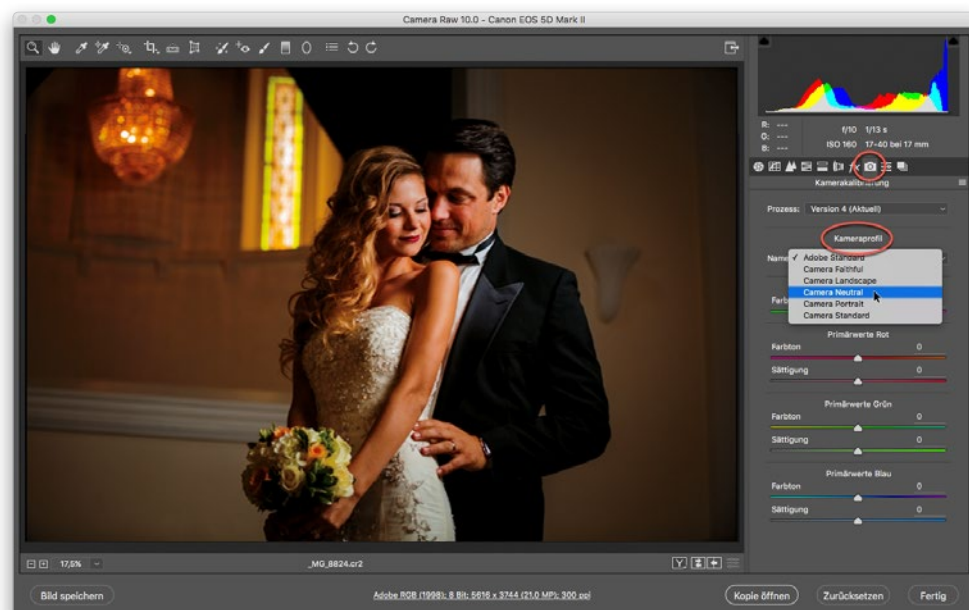 Camera Raw 10.0 - Canon EOS 5D Mark II
R: ---
G: ---
B: ---
f/10 1/13 s
ISO 160 17-40 bei 17 mm
fx
Kamerakalibrierung
Prozess: Version 4 (Aktuell)
Kameraprofil
Name
✓ Adobe Standard
Camera Faithful
Camera Landscape
Camera Neutral
Camera Portrait
Camera Standard
Farb
Primärwerte Rot
Farbton 0
Sättigung 0
Primärwerte Grün
Farbton 0
Sättigung 0
Primärwerte Blau
Farbton 0
Sättigung 0
17,5%
_MG_8824.cr2
Y
Bild speichern
Adobe RGB (1998); 8 Bit; 5616 x 3744 (21,0 MP); 300 ppi
Kopie öffnen
Zurücksetzen
Fertig